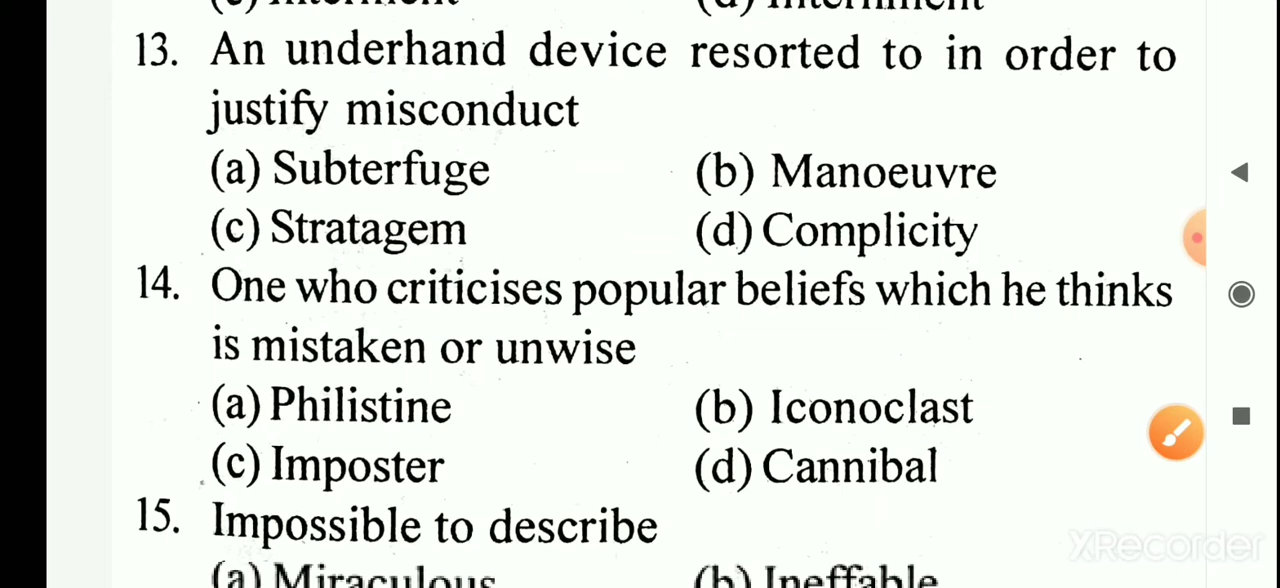 (c) Interment (d) Internment
13. An underhand device resorted to in order to
justify misconduct
(a) Subterfuge (b) Manoeuvre
(c) Stratagem (d) Complicity
14. One who criticises popular beliefs which he thinks
is mistaken or unwise
(a) Philistine (b) Iconoclast
(c) Imposter (d) Cannibal
15. Impossible to describe
(a) Miraculous (b) Ineffable
XRecorder